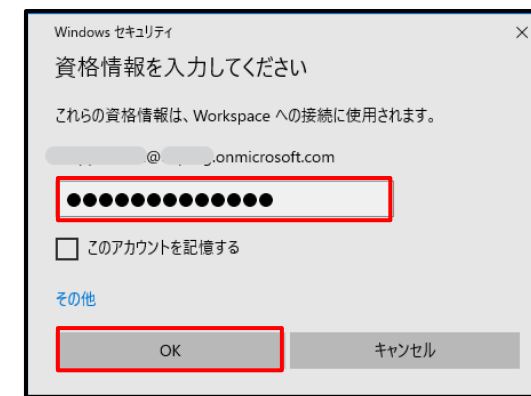 Windows セキュリティ
資格情報を入力してください
これらの資格情報は、Workspace への接続に使用されます。
@ .onmicrosoft.com
●●●●●●●●●●●●●
このアカウントを記憶する
その他
OK
キャンセル